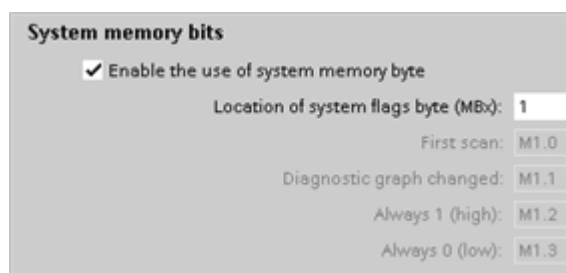 System memory bits
Enable the use of system memory byte
Location of system flags byte (MBx): 1
First scan: M1.0
Diagnostic graph changed: M1.1
Always 1 (high): M1.2
Always 0 (low): M1.3